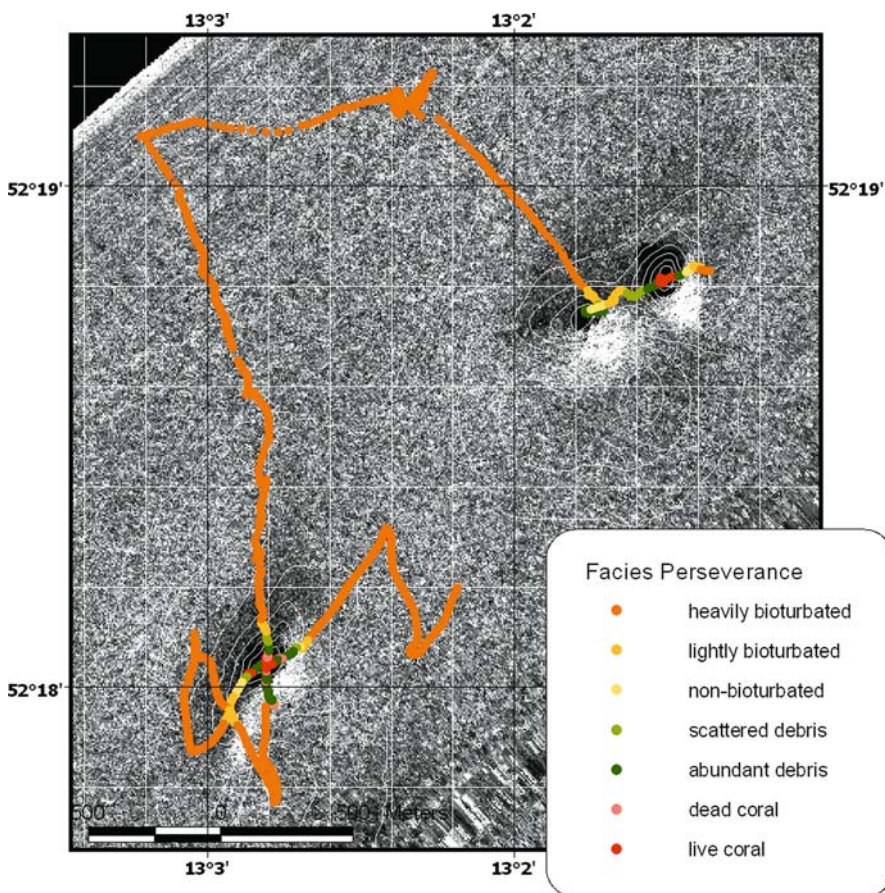 13°3' 13°2'
52°19' 52°19'
Facies Perseverance
heavily bioturbated
lightly bioturbated
non-bioturbated
52°18' scattered debris
abundant debris
500 0 500 Meters dead coral
live coral
13°3' 13°2'